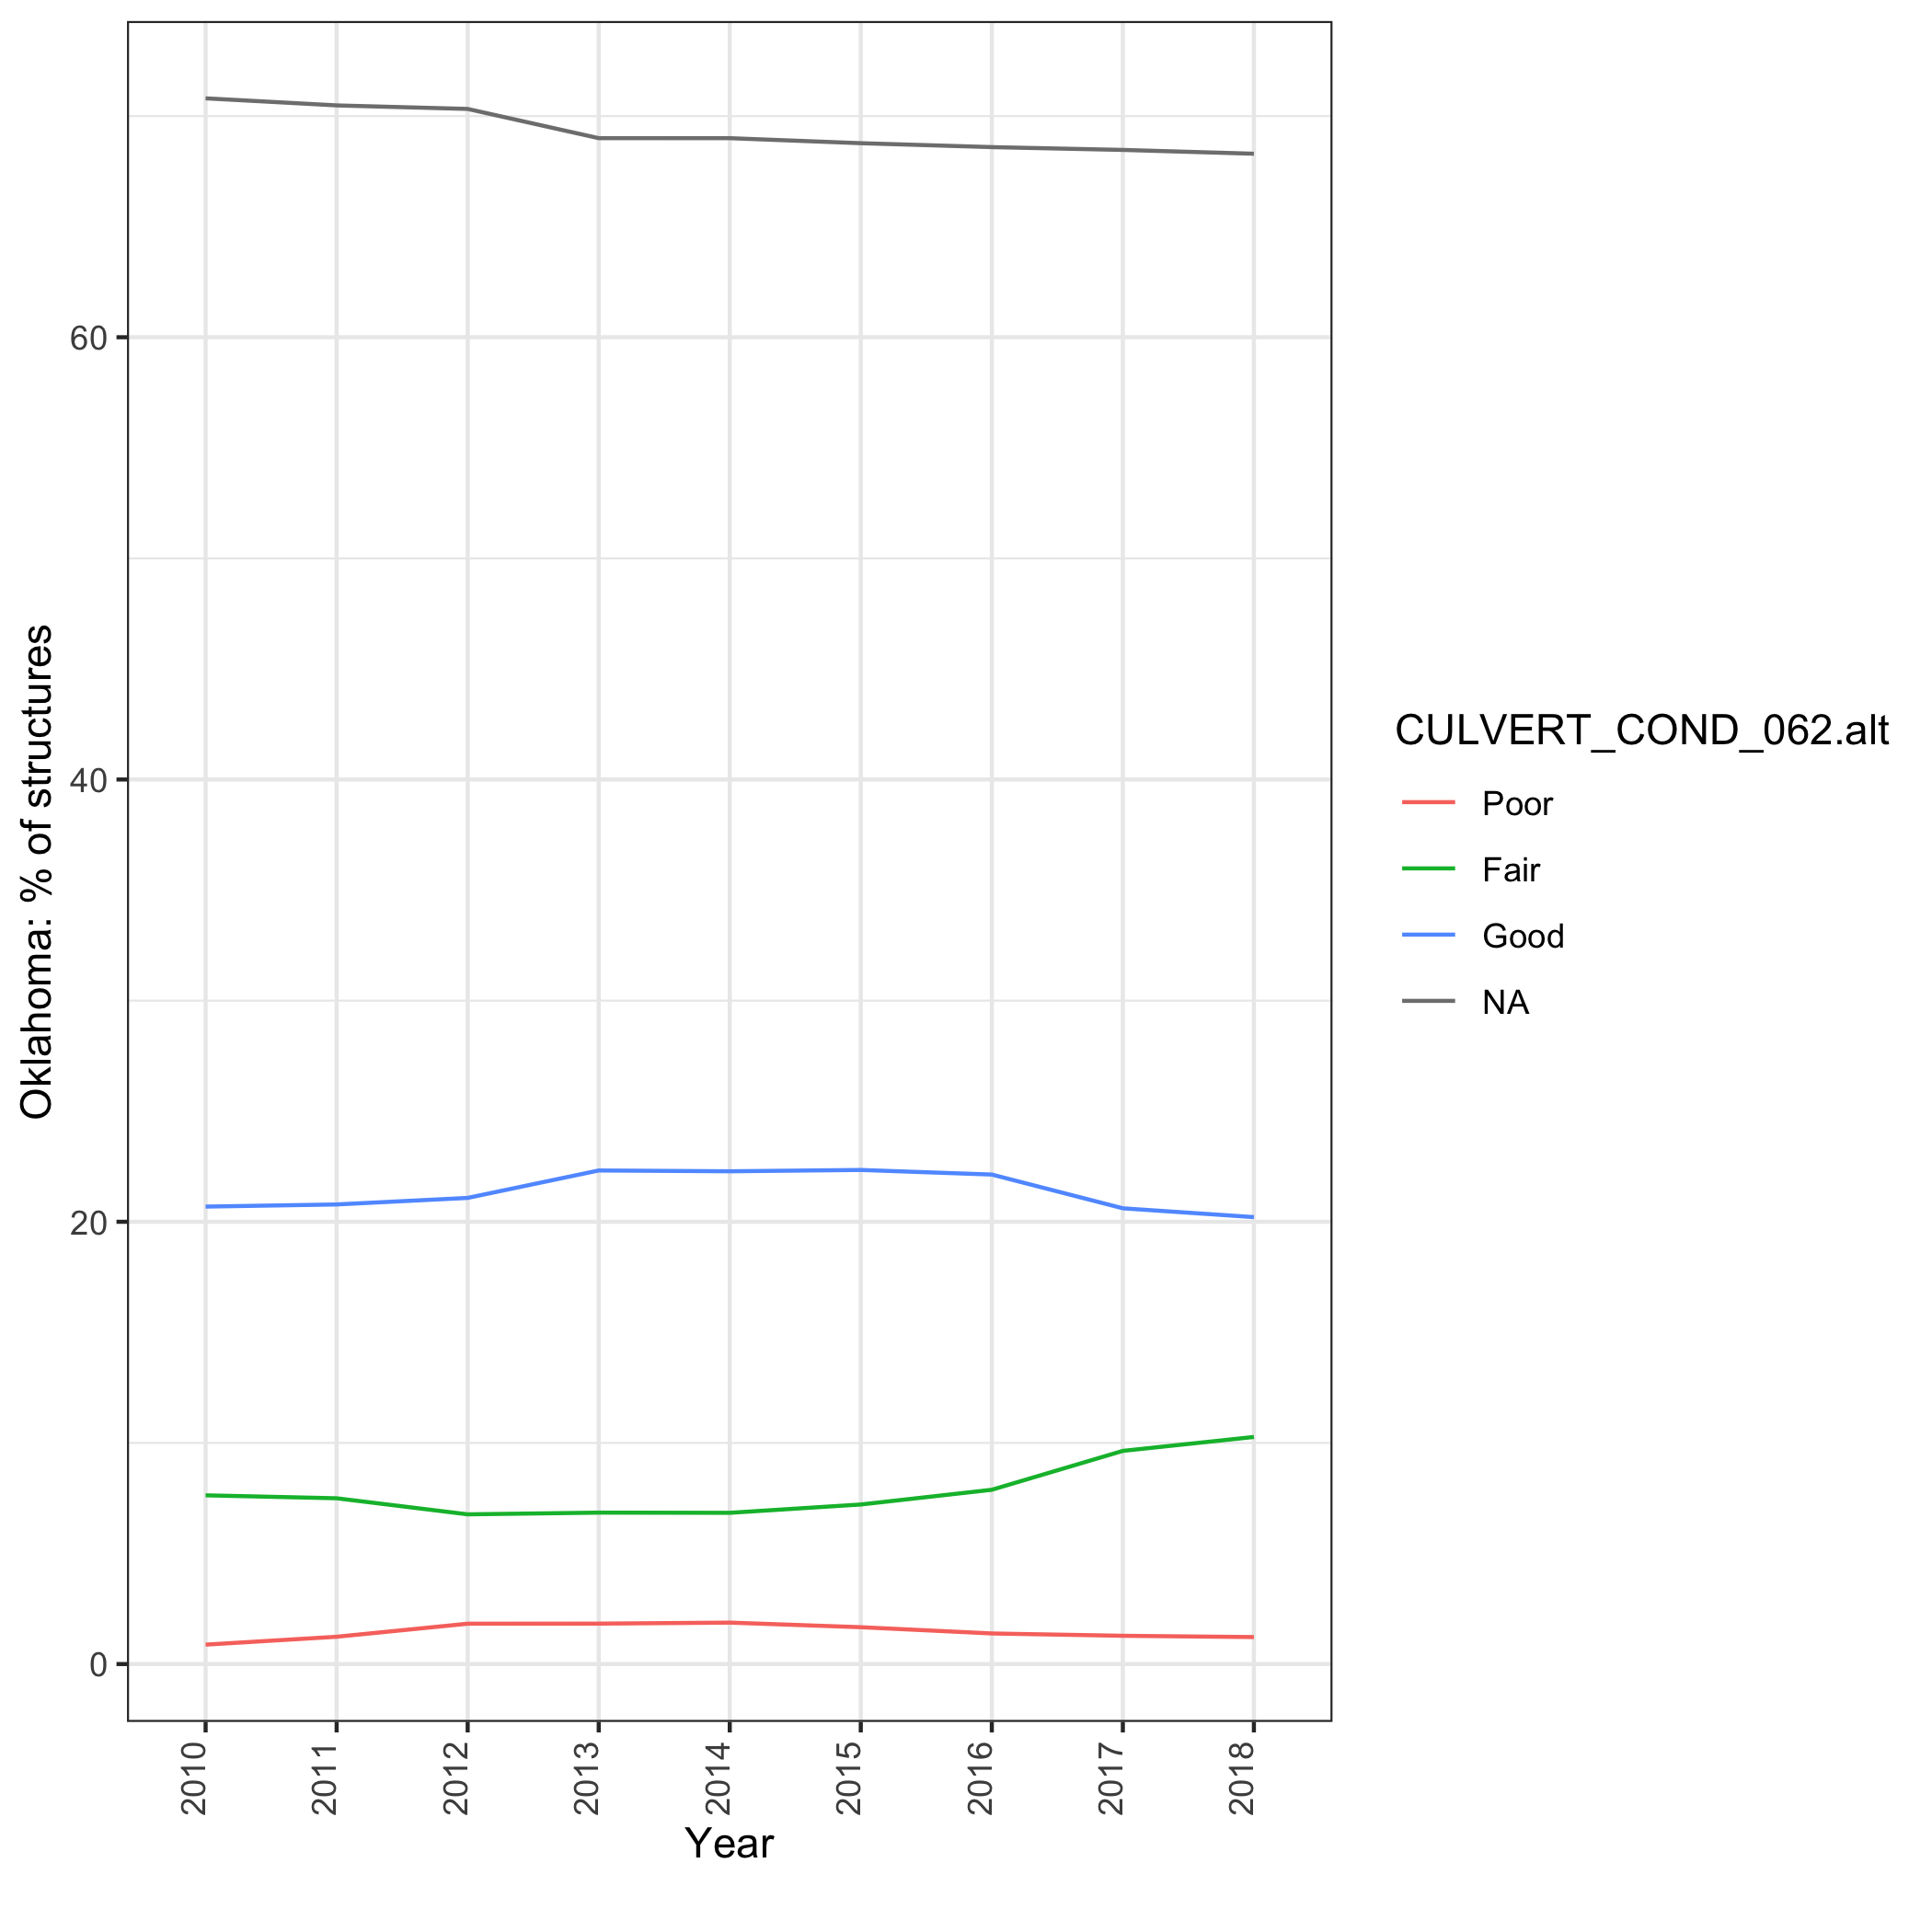 Oklahoma: % of structures
60
40
20
0
2010
2011
2012
2013
2014
2015
2016
2017
2018
Year
CULVERT_COND_062.alt
Poor
Fair
Good
NA